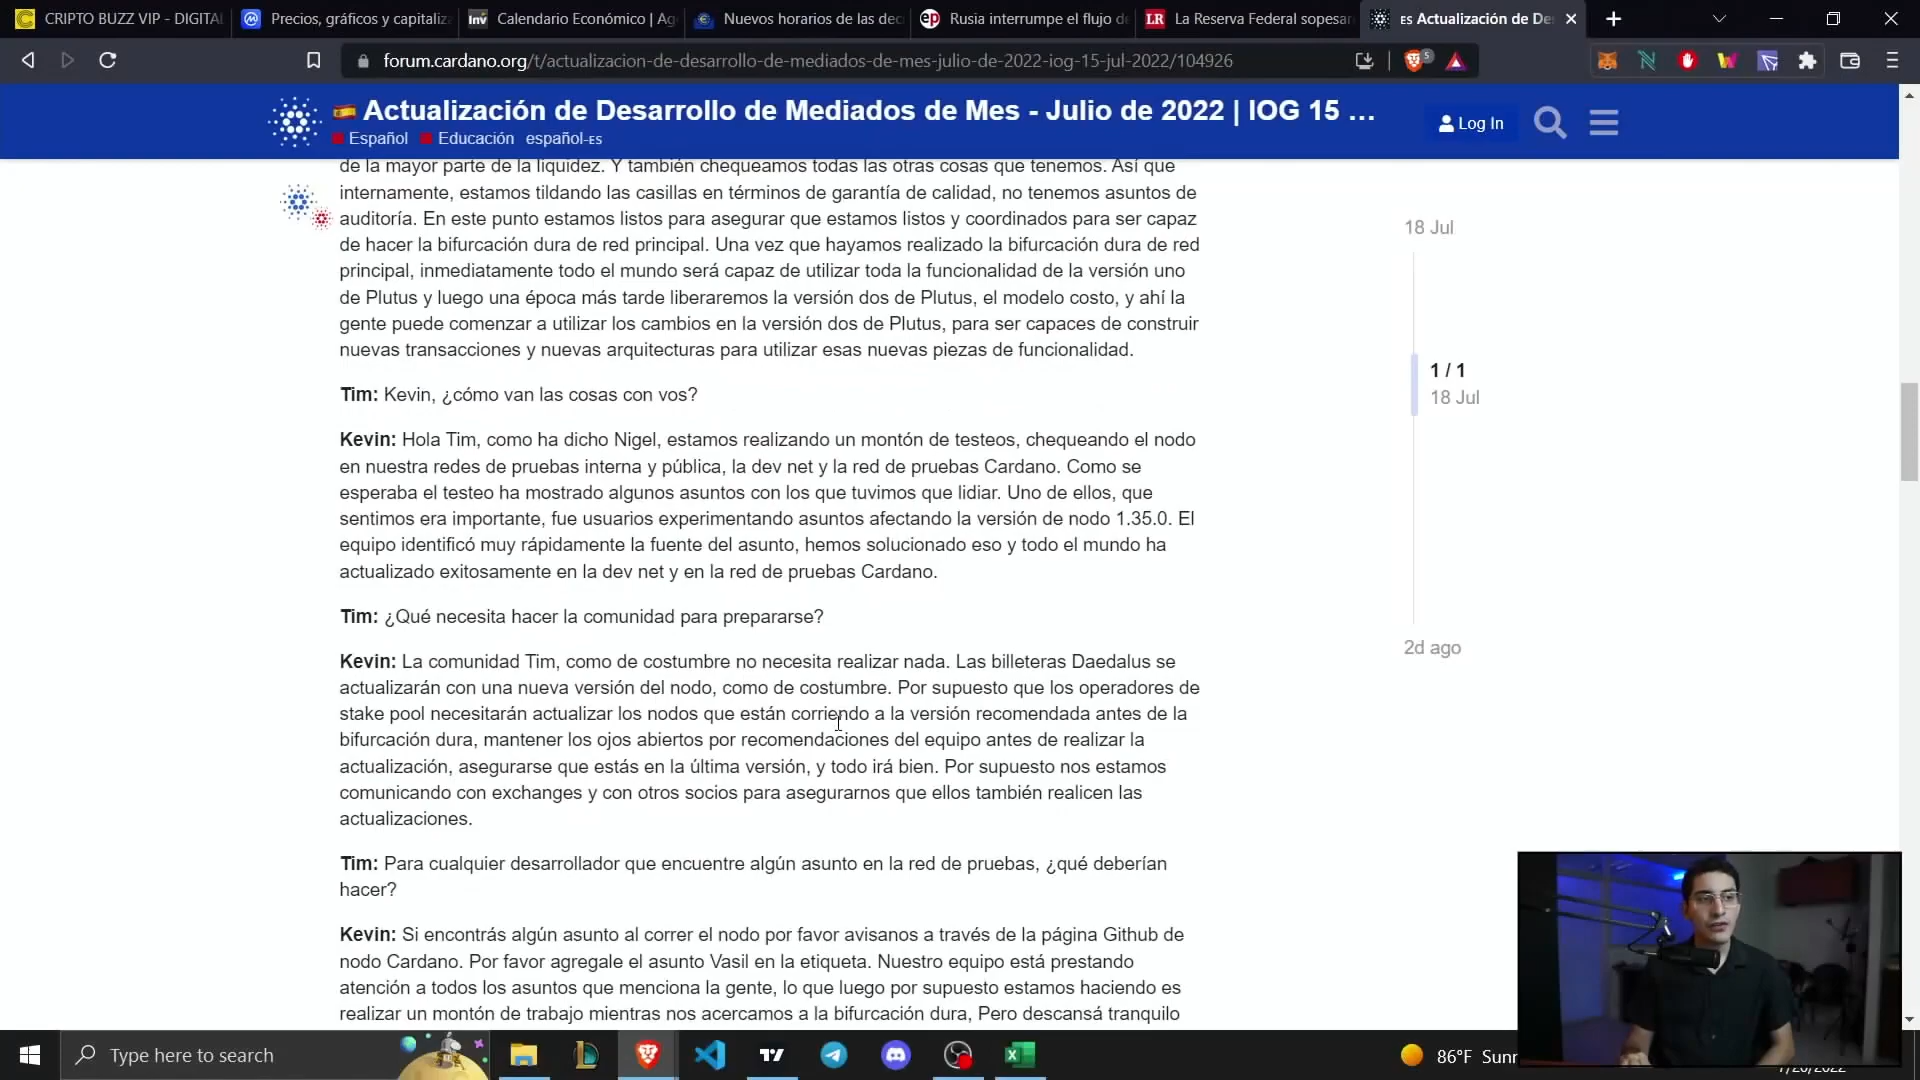 CRIPTO BUZZ VIP - DIGITAL
Precios, gráficos y capitaliza
Inv Calendario Económico | Ag
Nuevos horarios de las dec
ep Rusia interrumpe el flujo de
LR La Reserva Federal sopesar
ES Actualización de De
forum.cardano.org/t/actualizacion-de-desarrollo-de-mediados-de-mes-julio-de-2022-iog-15-jul-2022/104926
5
Actualización de Desarrollo de Mediados de Mes - Julio de 2022 | IOG 15 …
Español Educación español-ES
Log In
de la mayor parte de la liquidez. Y también chequeamos todas las otras cosas que tenemos. Así que
internamente, estamos tildando las casillas en términos de garantía de calidad, no tenemos asuntos de
auditoría. En este punto estamos listos para asegurar que estamos listos y coordinados para ser capaz
de hacer la bifurcación dura de red principal. Una vez que hayamos realizado la bifurcación dura de red
principal, inmediatamente todo el mundo será capaz de utilizar toda la funcionalidad de la versión uno
de Plutus y luego una época más tarde liberaremos la versión dos de Plutus, el modelo costo, y ahí la
gente puede comenzar a utilizar los cambios en la versión dos de Plutus, para ser capaces de construir
nuevas transacciones y nuevas arquitecturas para utilizar esas nuevas piezas de funcionalidad.
Tim: Kevin, ¿cómo van las cosas con vos?
Kevin: Hola Tim, como ha dicho Nigel, estamos realizando un montón de testeos, chequeando el nodo
en nuestra redes de pruebas interna y pública, la dev net y la red de pruebas Cardano. Como se
esperaba el testeo ha mostrado algunos asuntos con los que tuvimos que lidiar. Uno de ellos, que
sentimos era importante, fue usuarios experimentando asuntos afectando la versión de nodo 1.35.0. El
equipo identificó muy rápidamente la fuente del asunto, hemos solucionado eso y todo el mundo ha
actualizado exitosamente en la dev net y en la red de pruebas Cardano.
Tim: ¿Qué necesita hacer la comunidad para prepararse?
Kevin: La comunidad Tim, como de costumbre no necesita realizar nada. Las billeteras Daedalus se
actualizarán con una nueva versión del nodo, como de costumbre. Por supuesto que los operadores de
stake pool necesitarán actualizar los nodos que están corriendo a la versión recomendada antes de la
bifurcación dura, mantener los ojos abiertos por recomendaciones del equipo antes de realizar la
actualización, asegurarse que estás en la última versión, y todo irá bien. Por supuesto nos estamos
comunicando con exchanges y con otros socios para asegurarnos que ellos también realicen las
actualizaciones.
Tim: Para cualquier desarrollador que encuentre algún asunto en la red de pruebas, ¿qué deberían
hacer?
Kevin: Si encontrás algún asunto al correr el nodo por favor avisanos a través de la página Github de
nodo Cardano. Por favor agregale el asunto Vasil en la etiqueta. Nuestro equipo está prestando
atención a todos los asuntos que menciona la gente, lo que luego por supuesto estamos haciendo es
realizar un montón de trabajo mientras nos acercamos a la bifurcación dura, Pero descansá tranquilo
18 Jul
1 / 1
18 Jul
2d ago
Type here to search
86°F Sunn